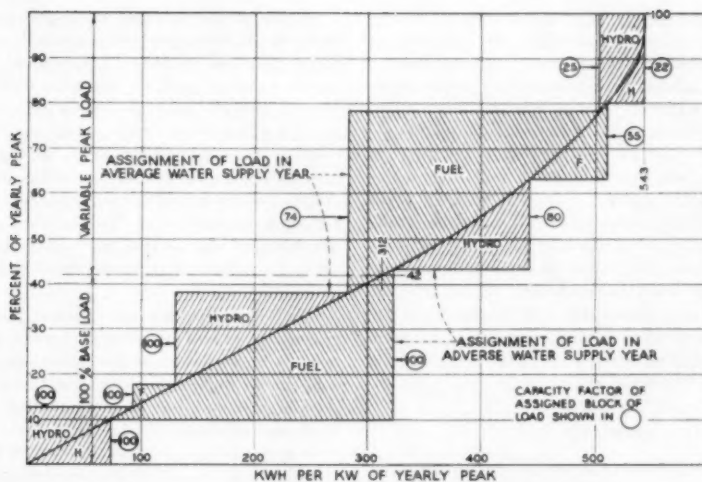 100
HYDRO
25
22
H
90
80
70
60
50
40
30
20
10
PERCENT OF YEARLY PEAK
VARIABLE PEAK LOAD
100 % BASE LOAD
ASSIGNMENT OF LOAD IN
AVERAGE WATER SUPPLY YEAR
FUEL
F
55
543
74
312
HYDRO
80
42
HYDRO
100
FUEL
ASSIGNMENT OF LOAD IN
ADVERSE WATER SUPPLY YEAR
100
100
100
F
CAPACITY FACTOR OF
ASSIGNED BLOCK OF
LOAD SHOWN IN
HYDRO
H
100
100
200
300
400
500
KWH PER KW OF YEARLY PEAK